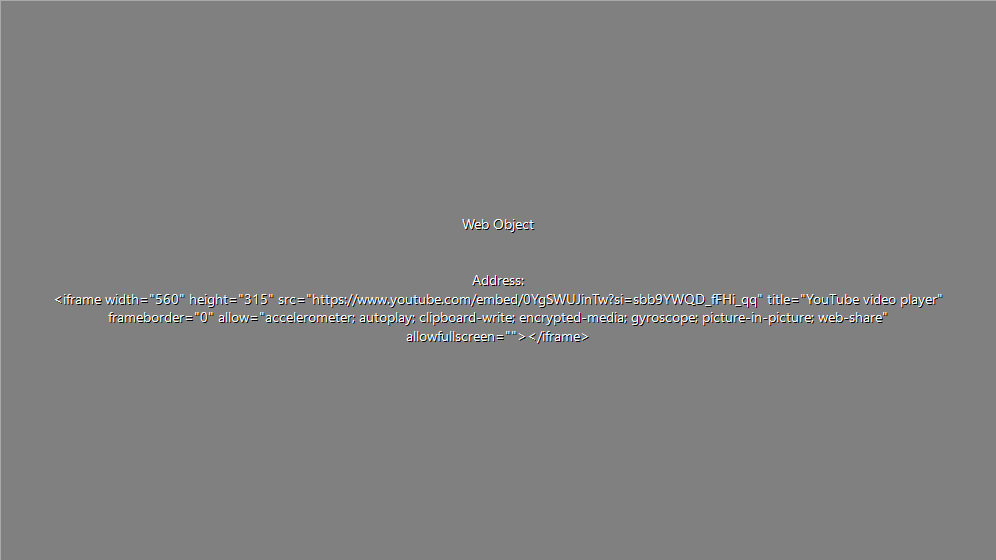 Web Object
Address:
<iframe width="560" height="315" src="https://www.youtube.com/embed/0YgSWUJinTw?si=sbb9YWQD_fFHi_qq" title="YouTube video player"
frameborder="0" allow="accelerometer; autoplay; clipboard-write; encrypted-media; gyroscope; picture-in-picture; web-share"
allowfullscreen=""></iframe>